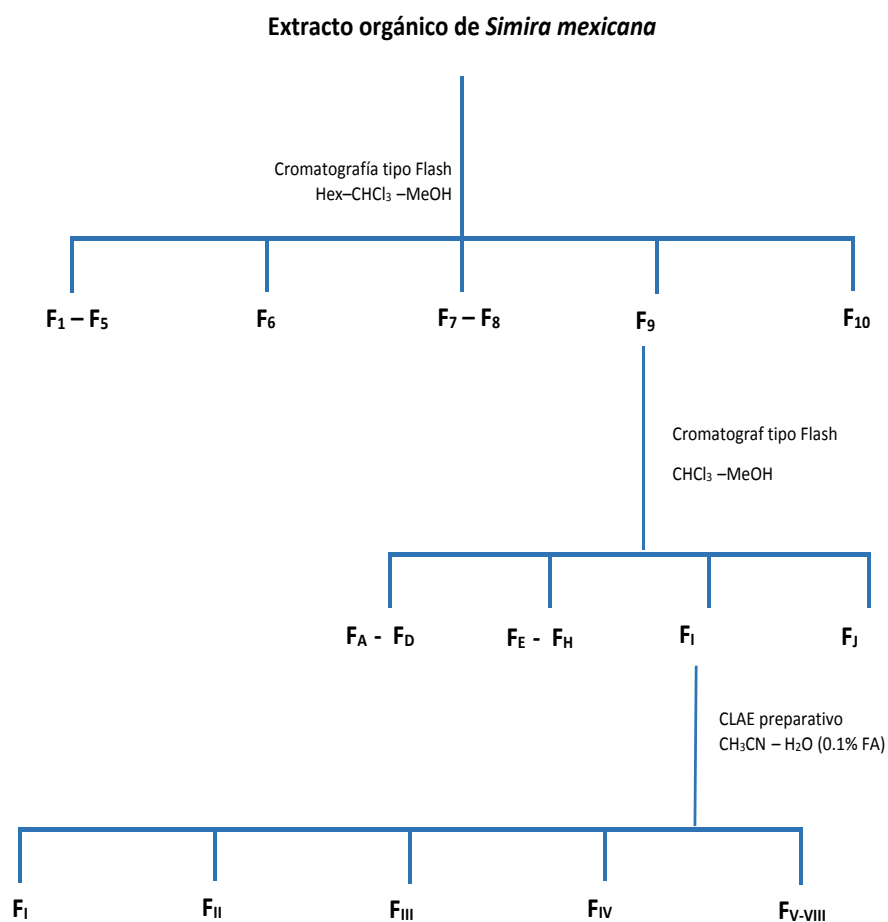 Extracto orgánico de Simira mexicana
Cromatografía tipo Flash
Hex–CHCl₃ –MeOH
F₁ – F₅
F₆
F₇ – F₈
F₉
F₁₀
Cromatograf tipo Flash
CHCl₃ –MeOH
F_A - F_D
F_E - F_H
F_I
F_J
CLAE preparativo
CH₃CN – H₂O (0.1% FA)
F_I
F_II
F_III
F_IV
F_V-VIII